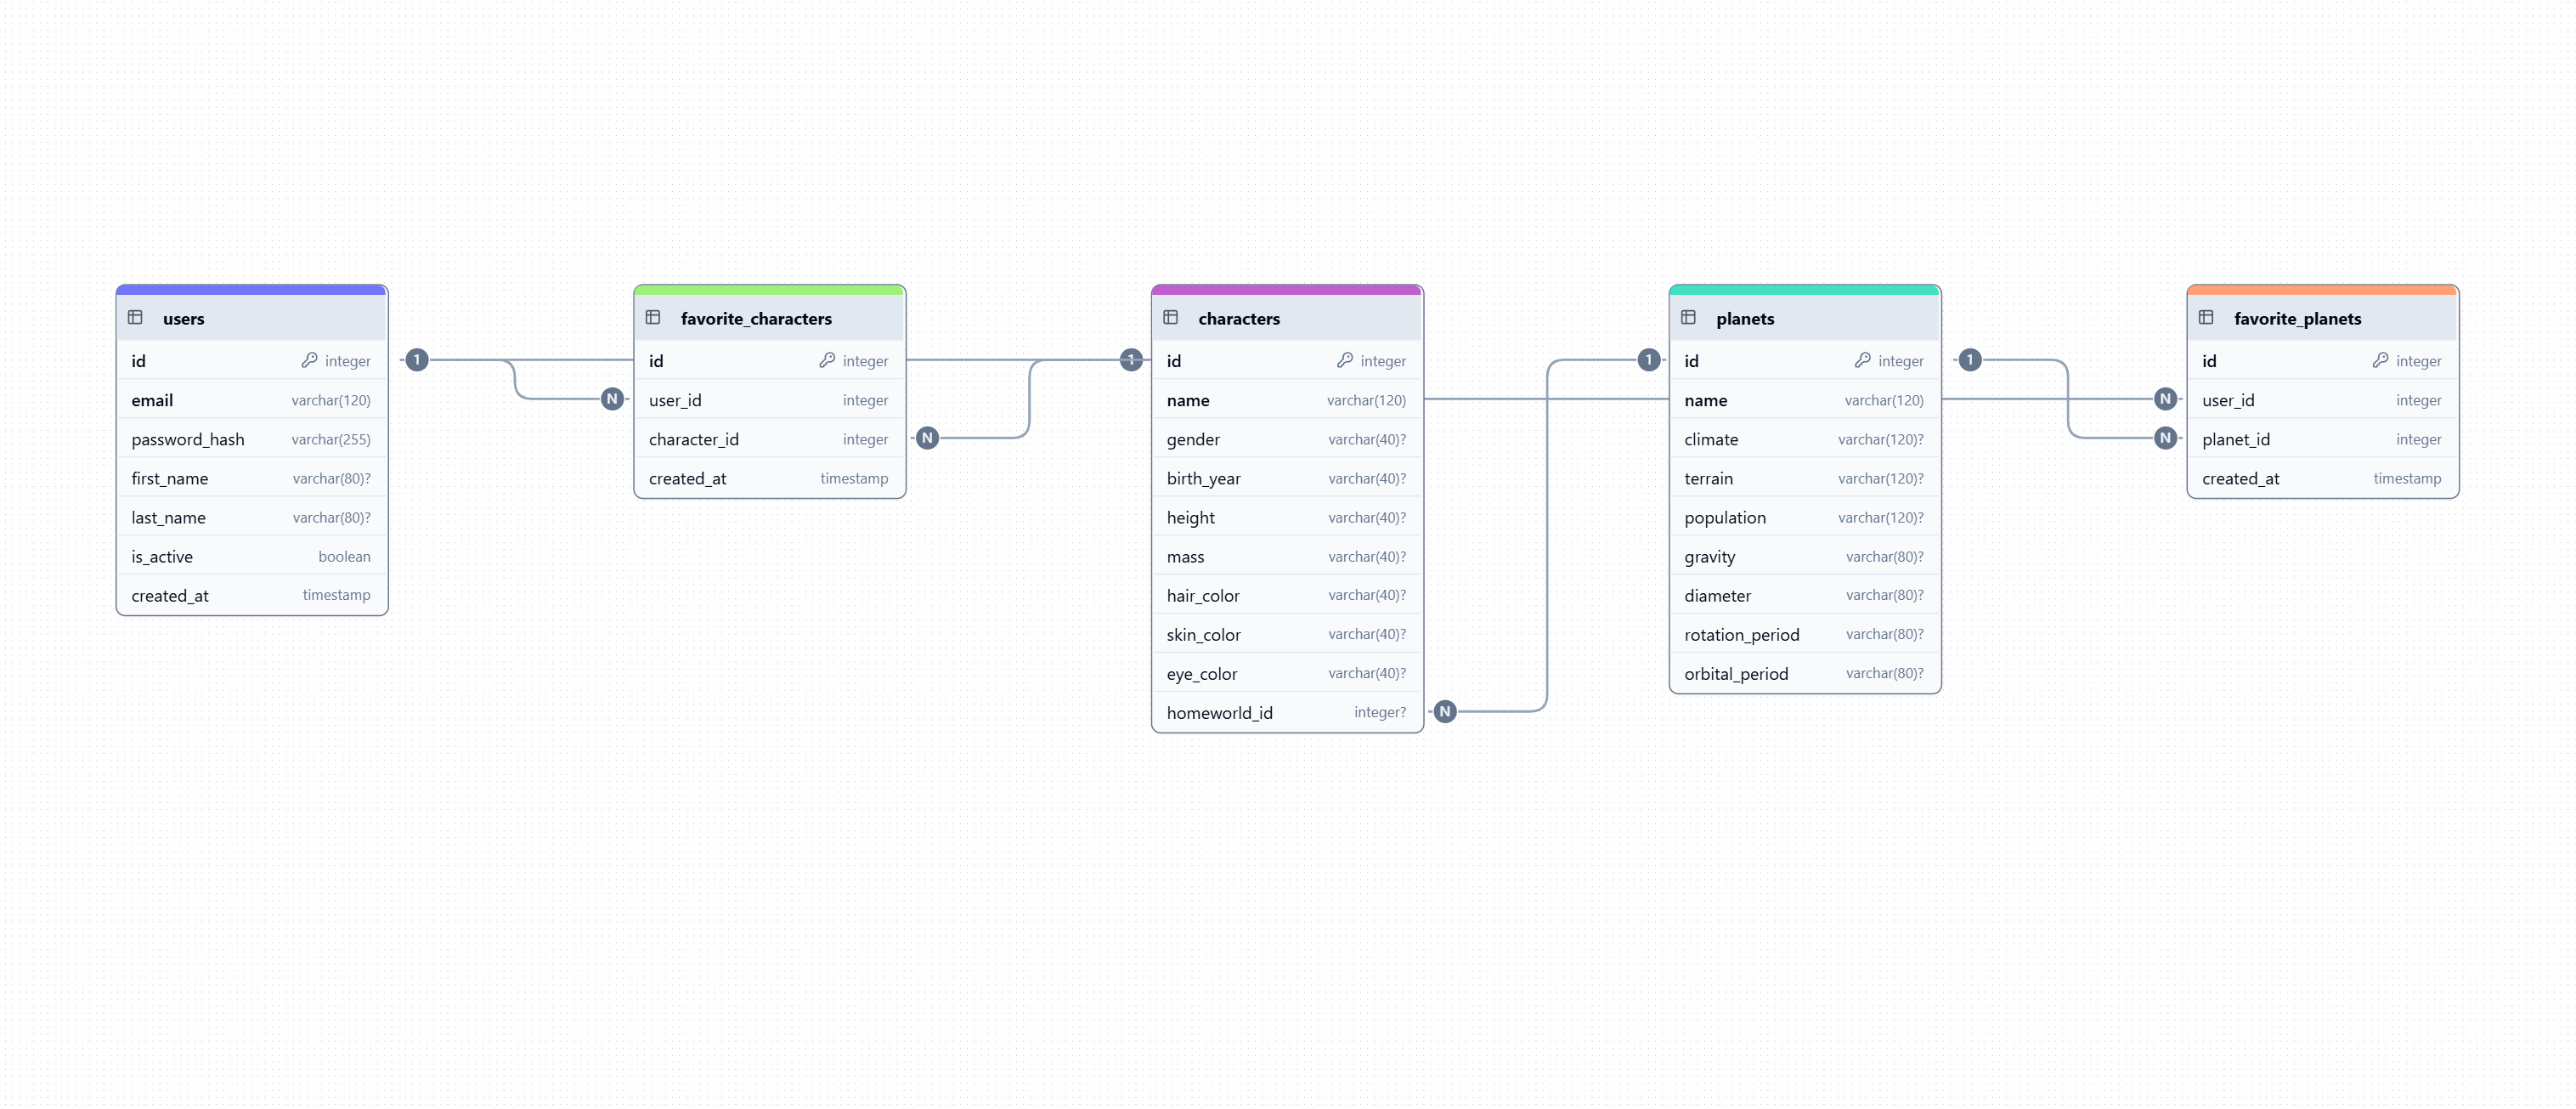 users
id integer
email varchar(120)
password_hash varchar(255)
first_name varchar(80)?
last_name varchar(80)?
is_active boolean
created_at timestamp
1
N
favorite_characters
id integer
user_id integer
character_id integer
created_at timestamp
N
1
characters
id integer
name varchar(120)
gender varchar(40)?
birth_year varchar(40)?
height varchar(40)?
mass varchar(40)?
hair_color varchar(40)?
skin_color varchar(40)?
eye_color varchar(40)?
homeworld_id integer?
N
1
planets
id integer
name varchar(120)
climate varchar(120)?
terrain varchar(120)?
population varchar(120)?
gravity varchar(80)?
diameter varchar(80)?
rotation_period varchar(80)?
orbital_period varchar(80)?
1
N
N
favorite_planets
id integer
user_id integer
planet_id integer
created_at timestamp